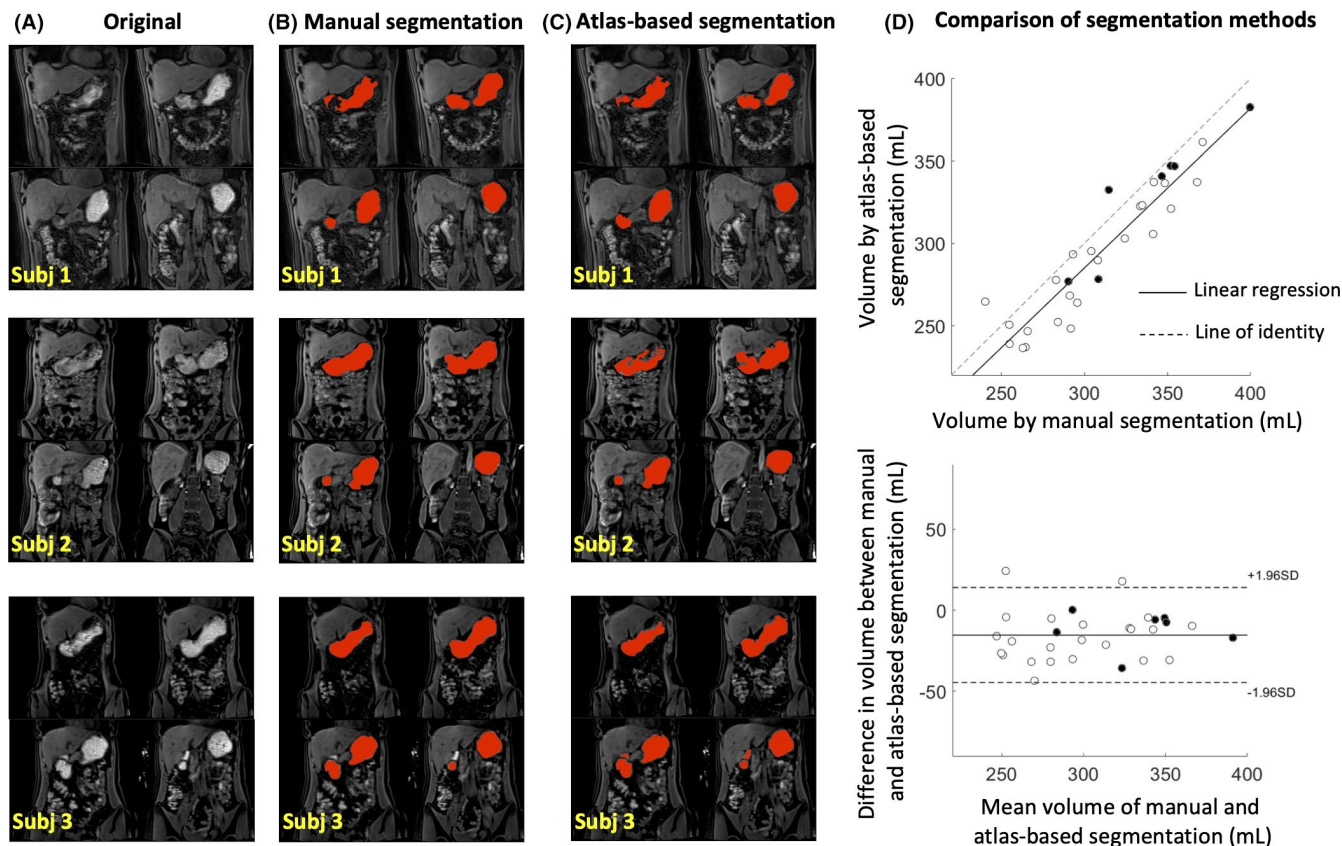 (A) Original (B) Manual segmentation (C) Atlas-based segmentation (D) Comparison of segmentation methods
Subj 1 Subj 1 Subj 1
Subj 2 Subj 2 Subj 2
Subj 3 Subj 3 Subj 3
Volume by atlas-based
segmentation (mL)
400
350
300
250
Linear regression
Line of identity
250 300 350 400
Volume by manual segmentation (mL)
Difference in volume between manual
and atlas-based segmentation (mL)
50
0
-50
+1.96SD
-1.96SD
250 300 350 400
Mean volume of manual and
atlas-based segmentation (mL)